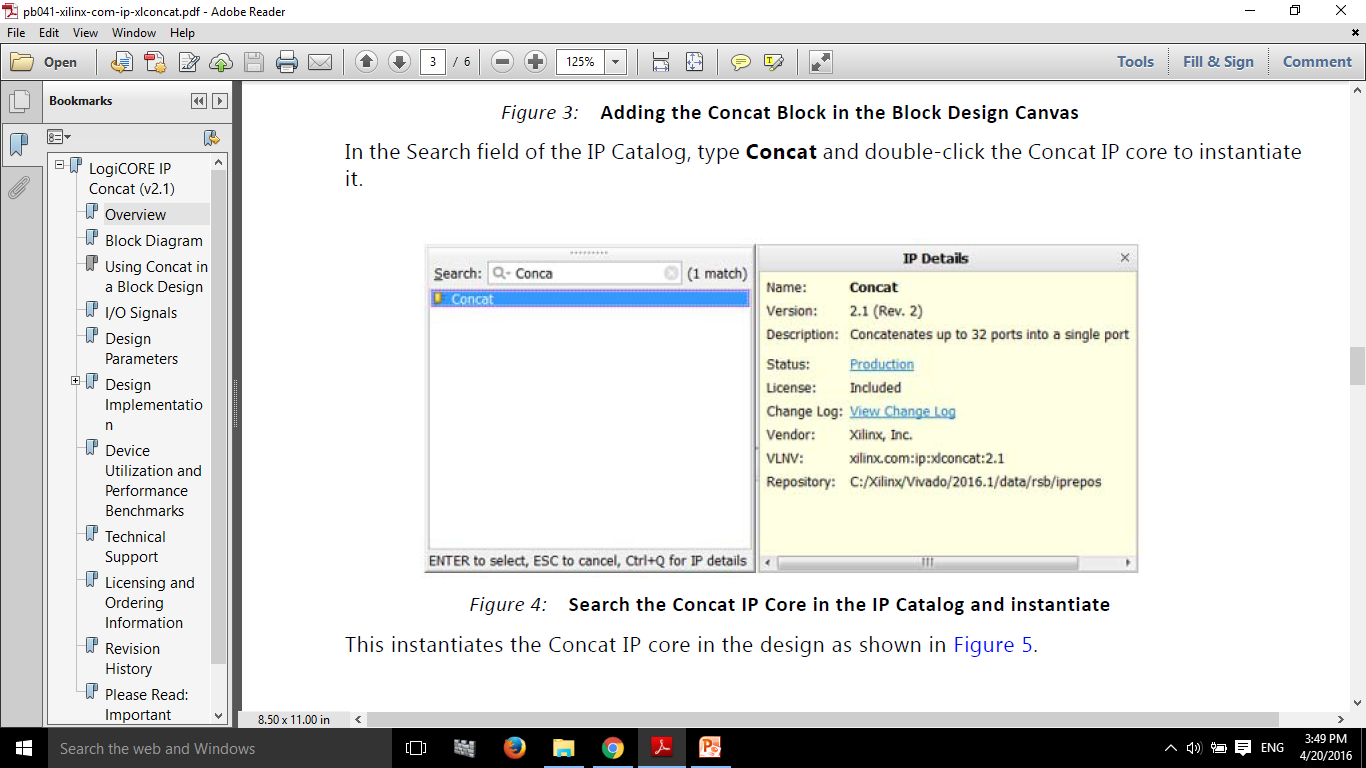 pb041-xilinx-com-ip-xlconcat.pdf - Adobe Reader
File Edit View Window Help
Open 3 / 6 125% Tools Fill & Sign Comment
Bookmarks
LogiCORE IP
Concat (v2.1)
Overview
Block Diagram
Using Concat in
a Block Design
I/O Signals
Design
Parameters
Design
Implementatio
n
Device
Utilization and
Performance
Benchmarks
Technical
Support
Licensing and
Ordering
Information
Revision
History
Please Read:
Important
Figure 3: Adding the Concat Block in the Block Design Canvas
In the Search field of the IP Catalog, type Concat and double-click the Concat IP core to instantiate
it.
Search: Conca (1 match)
Concat
ENTER to select, ESC to cancel, Ctrl+Q for IP details
IP Details
Name: Concat
Version: 2.1 (Rev. 2)
Description: Concatenates up to 32 ports into a single port
Status: Production
License: Included
Change Log: View Change Log
Vendor: Xilinx, Inc.
VLNV: xilinx.com:ip:xlconcat:2.1
Repository: C:/Xilinx/Vivado/2016.1/data/rsb/iprepos
Figure 4: Search the Concat IP Core in the IP Catalog and instantiate
This instantiates the Concat IP core in the design as shown in Figure 5.
8.50 x 11.00 in
Search the web and Windows
ENG
3:49 PM
4/20/2016